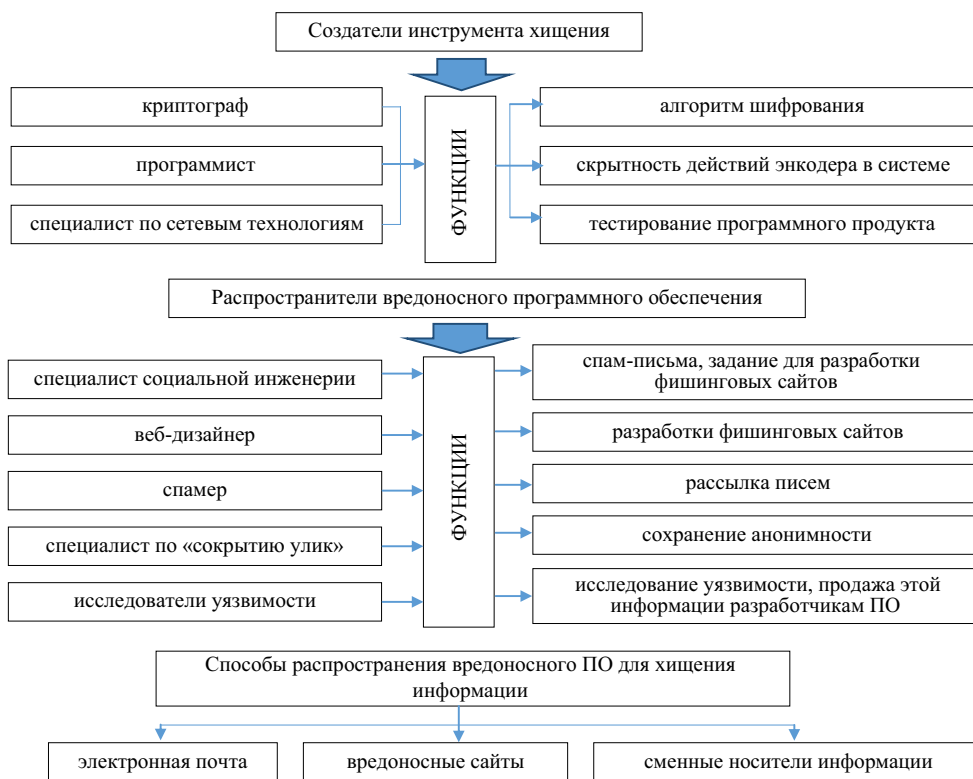 Создатели инструмента хищения
криптограф
программист
специалист по сетевым технологиям
ФУНКЦИИ
алгоритм шифрования
скрытность действий энкодера в системе
тестирование программного продукта
Распространители вредоносного программного обеспечения
специалист социальной инженерии
веб-дизайнер
спамер
специалист по «сокрытию улик»
исследователи уязвимости
ФУНКЦИИ
спам-письма, задание для разработки
фишинговых сайтов
разработки фишинговых сайтов
рассылка писем
сохранение анонимности
исследование уязвимости, продажа этой
информации разработчикам ПО
Способы распространения вредоносного ПО для хищения
информации
электронная почта
вредоносные сайты
сменные носители информации